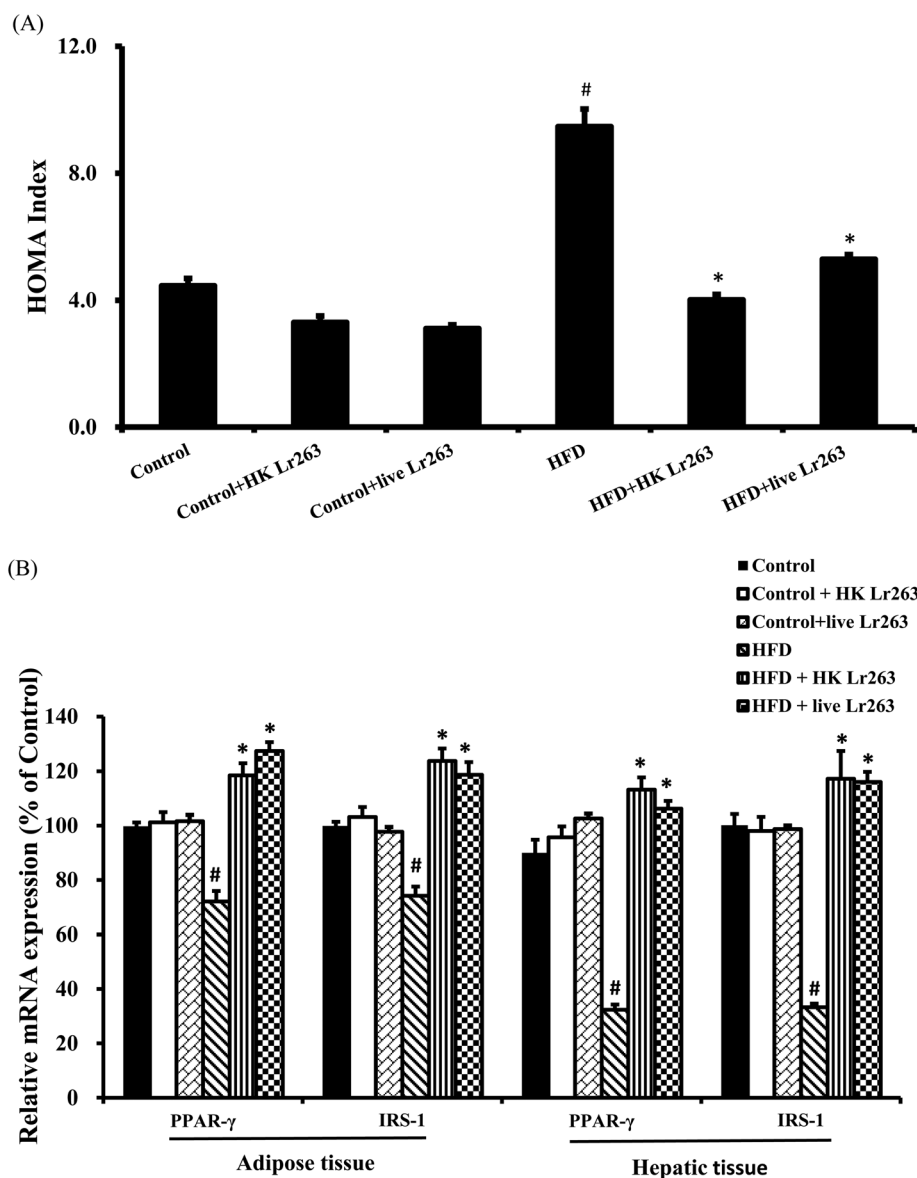 (A)
12.0
8.0
4.0
0.0
HOMA Index
#
*
*
Control
Control+HK Lr263
Control+live Lr263
HFD
HFD+HK Lr263
HFD+live Lr263
(B)
Control
Control + HK Lr263
Control+live Lr263
HFD
HFD + HK Lr263
HFD + live Lr263
Relative mRNA expression (% of Control)
140
120
100
80
60
40
20
0
# * *
# * *
# * *
# * *
PPAR-γ IRS-1 PPAR-γ IRS-1
Adipose tissue Hepatic tissue